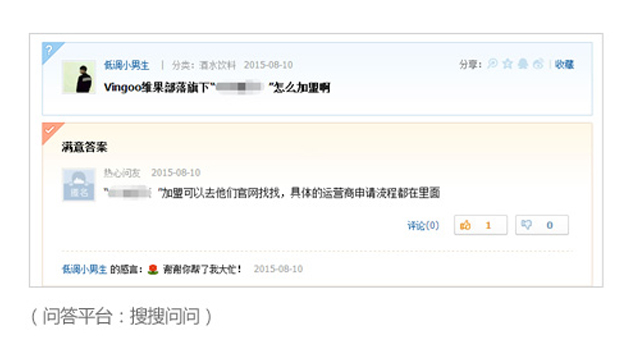 ?
低调小男生 | 分类：酒水饮料 2015-08-10
分享： | 收藏
Vingoo维果部落旗下“ ”怎么加盟啊
满意答案
热心问友 2015-08-10
匿名
“ ”加盟可以去他们官网找找，具体的运营商申请流程都在里面
评论(0) 1 0
低调小男生 的感言： 谢谢你帮了我大忙！ 2015-08-10
（问答平台：搜搜问问）